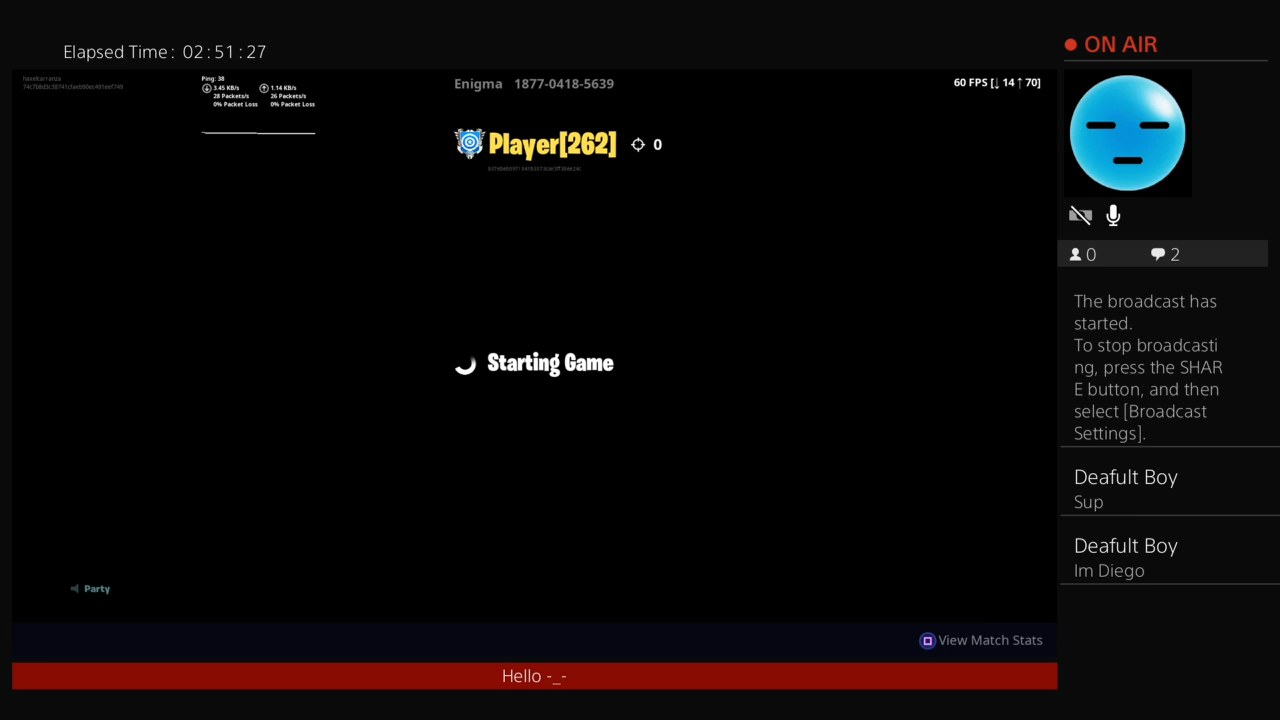 Elapsed Time: 02:51:27
ON AIR
hexelcarranza
Ping: 38
3.45 KB/s 1.14 KB/s
28 Packets/s 26 Packets/s
0% Packet Loss 0% Packet Loss
Enigma 1877-0418-5639
60 FPS [↓ 14 ↑ 70]
Player[262] 0
0 2
The broadcast has
started.
To stop broadcasti
ng, press the SHAR
E button, and then
select [Broadcast
Settings].
Starting Game
Deafult Boy
Sup
Deafult Boy
Im Diego
Party
View Match Stats
Hello -_-